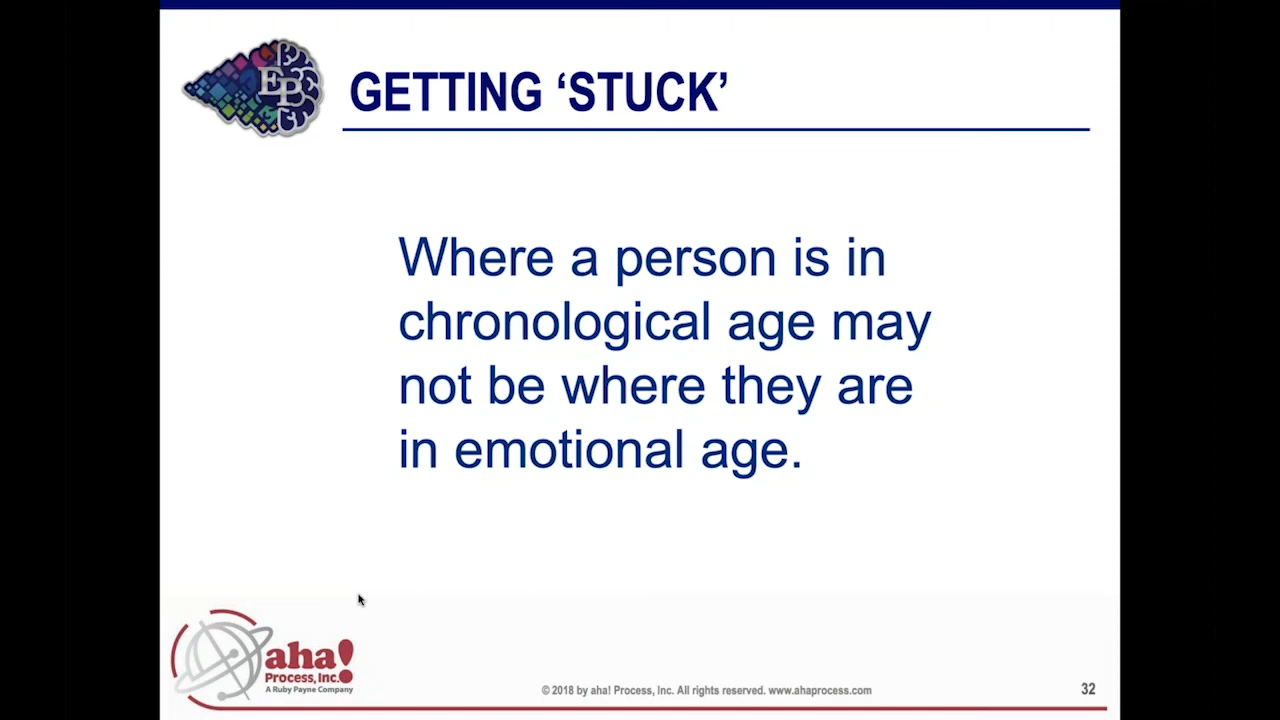 EP
GETTING ‘STUCK’
Where a person is in
chronological age may
not be where they are
in emotional age.
aha!
Process, Inc.
A Ruby Payne Company
© 2018 by aha! Process, Inc. All rights reserved. www.ahaprocess.com
32